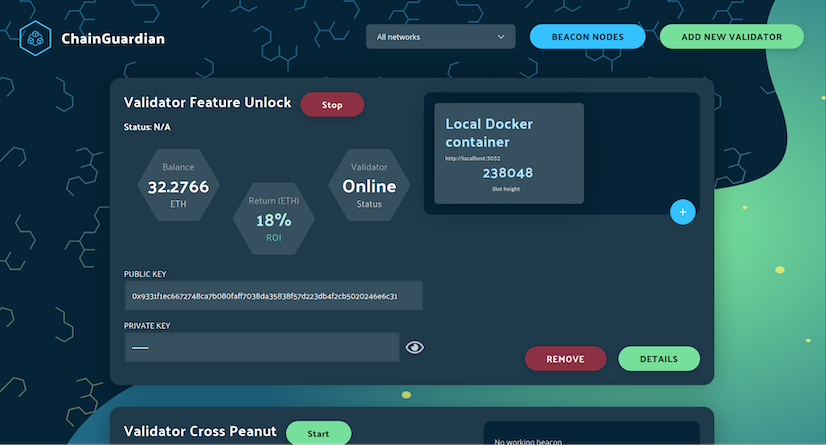 ChainGuardian
All networks
BEACON NODES
ADD NEW VALIDATOR
Validator Feature Unlock
Stop
Status: N/A
Balance
32.2766
ETH
Return (ETH)
18%
ROI
Validator
Online
Status
Local Docker
container
http://localhost:5052
238048
Slot height
+
PUBLIC KEY
0x9331f1ec6672748ca7b080faff7038da35838f57d223db4f2cb5020246e6c31
PRIVATE KEY
REMOVE
DETAILS
Validator Cross Peanut
Start
No working beacon